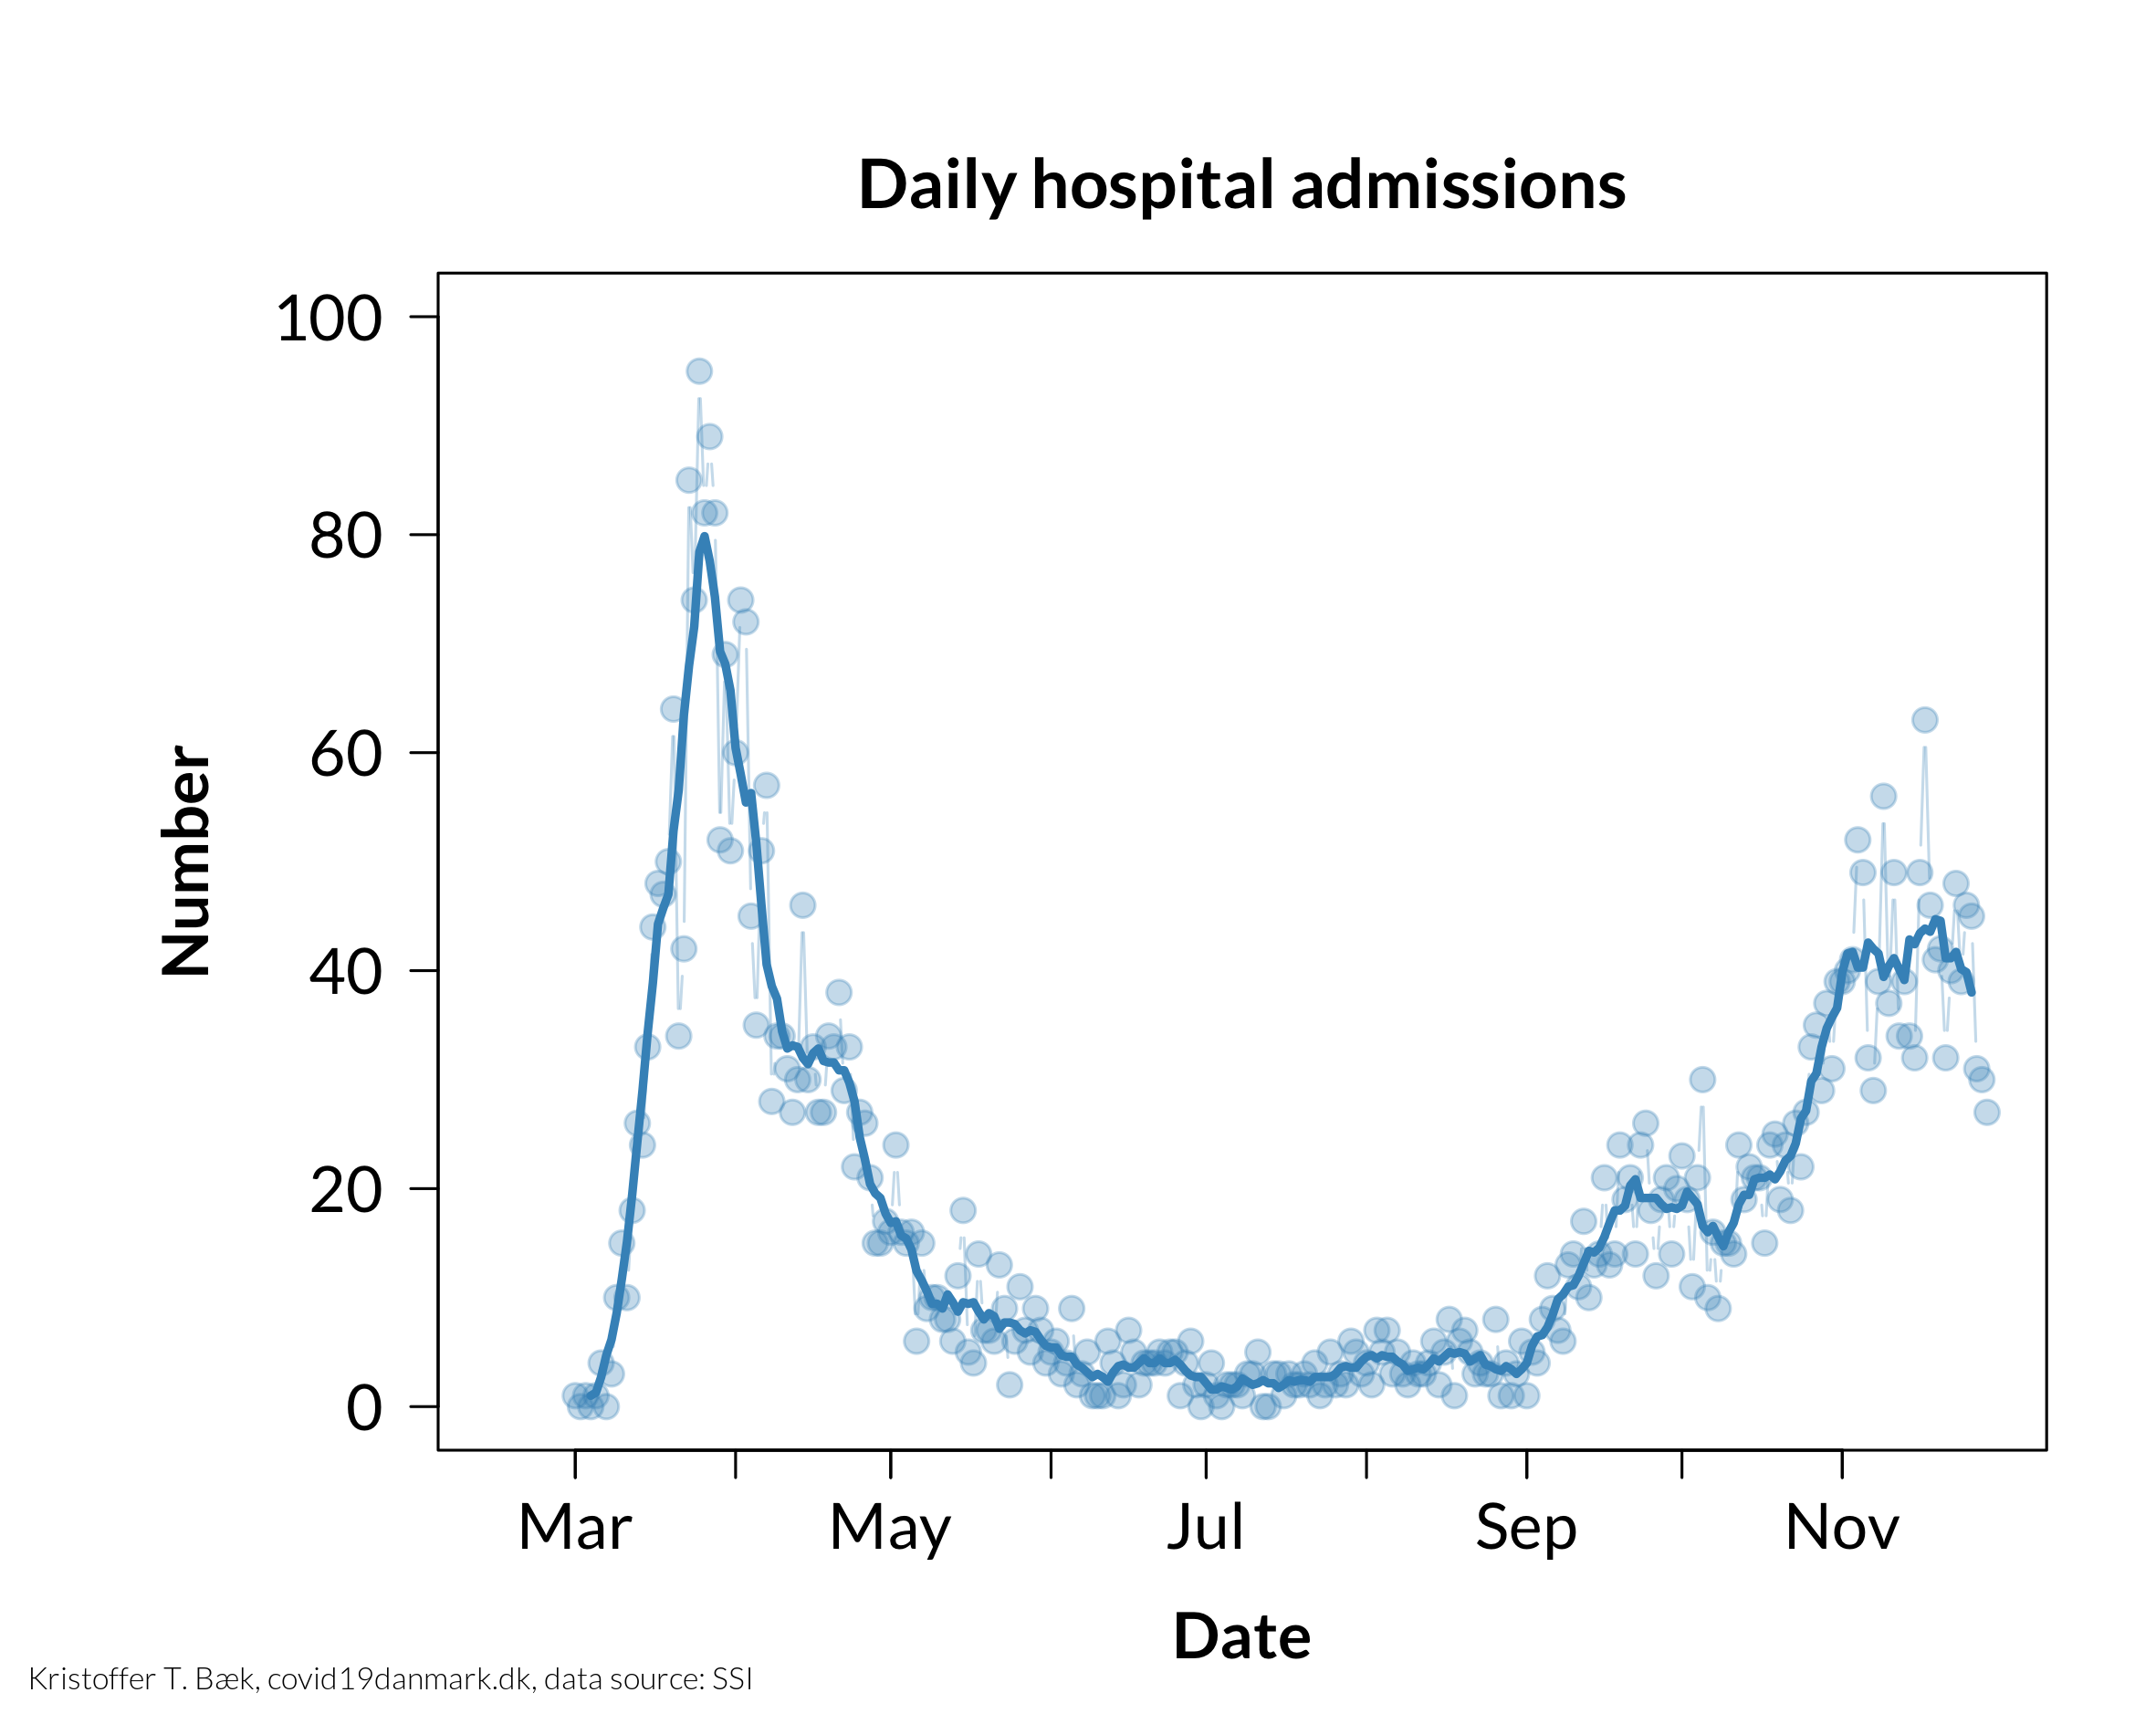 Daily hospital admissions
Number
100
80
60
40
20
0
Mar May Jul Sep Nov
Date
Kristoffer T. Bæk, covid19danmark.dk, data source: SSI